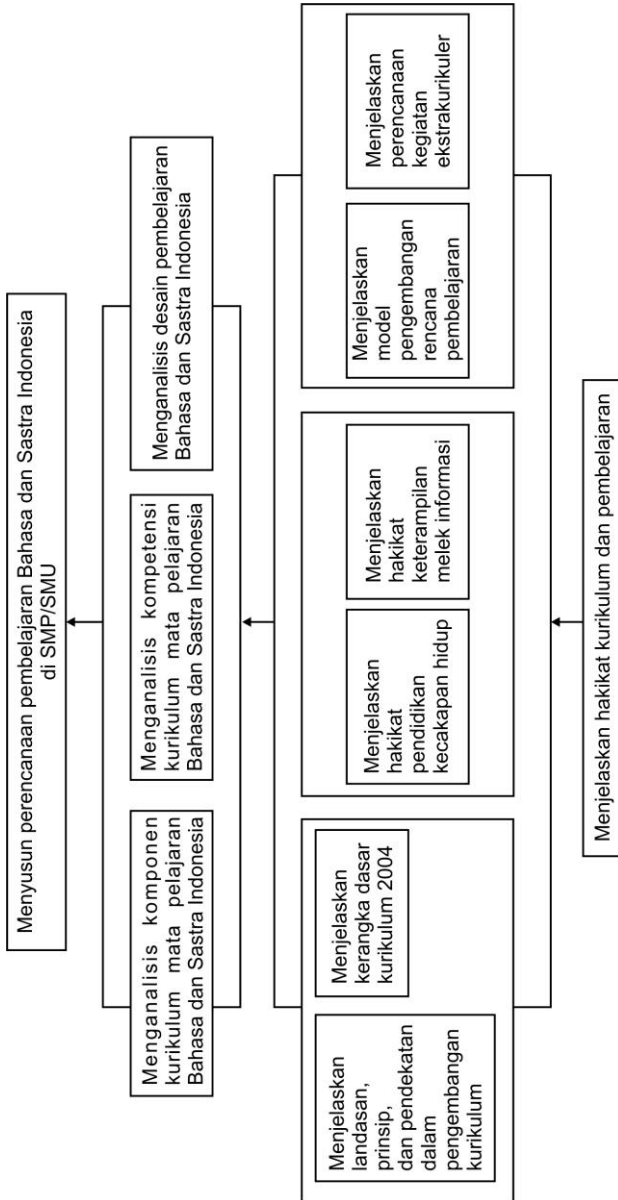 Menyusun perencanaan pembelajaran Bahasa dan Sastra Indonesia
di SMP/SMU
Menganalisis komponen
kurikulum mata pelajaran
Bahasa dan Sastra Indonesia
Menganalisis kompetensi
kurikulum mata pelajaran
Bahasa dan Sastra Indonesia
Menganalisis desain pembelajaran
Bahasa dan Sastra Indonesia
Menjelaskan
landasan,
prinsip,
dan pendekatan
dalam
pengembangan
kurikulum
Menjelaskan
kerangka dasar
kurikulum 2004
Menjelaskan
hakikat
pendidikan
kecakapan hidup
Menjelaskan
hakikat
keterampilan
melek informasi
Menjelaskan
model
pengembangan
rencana
pembelajaran
Menjelaskan
perencanaan
kegiatan
ekstrakurikuler
Menjelaskan hakikat kurikulum dan pembelajaran